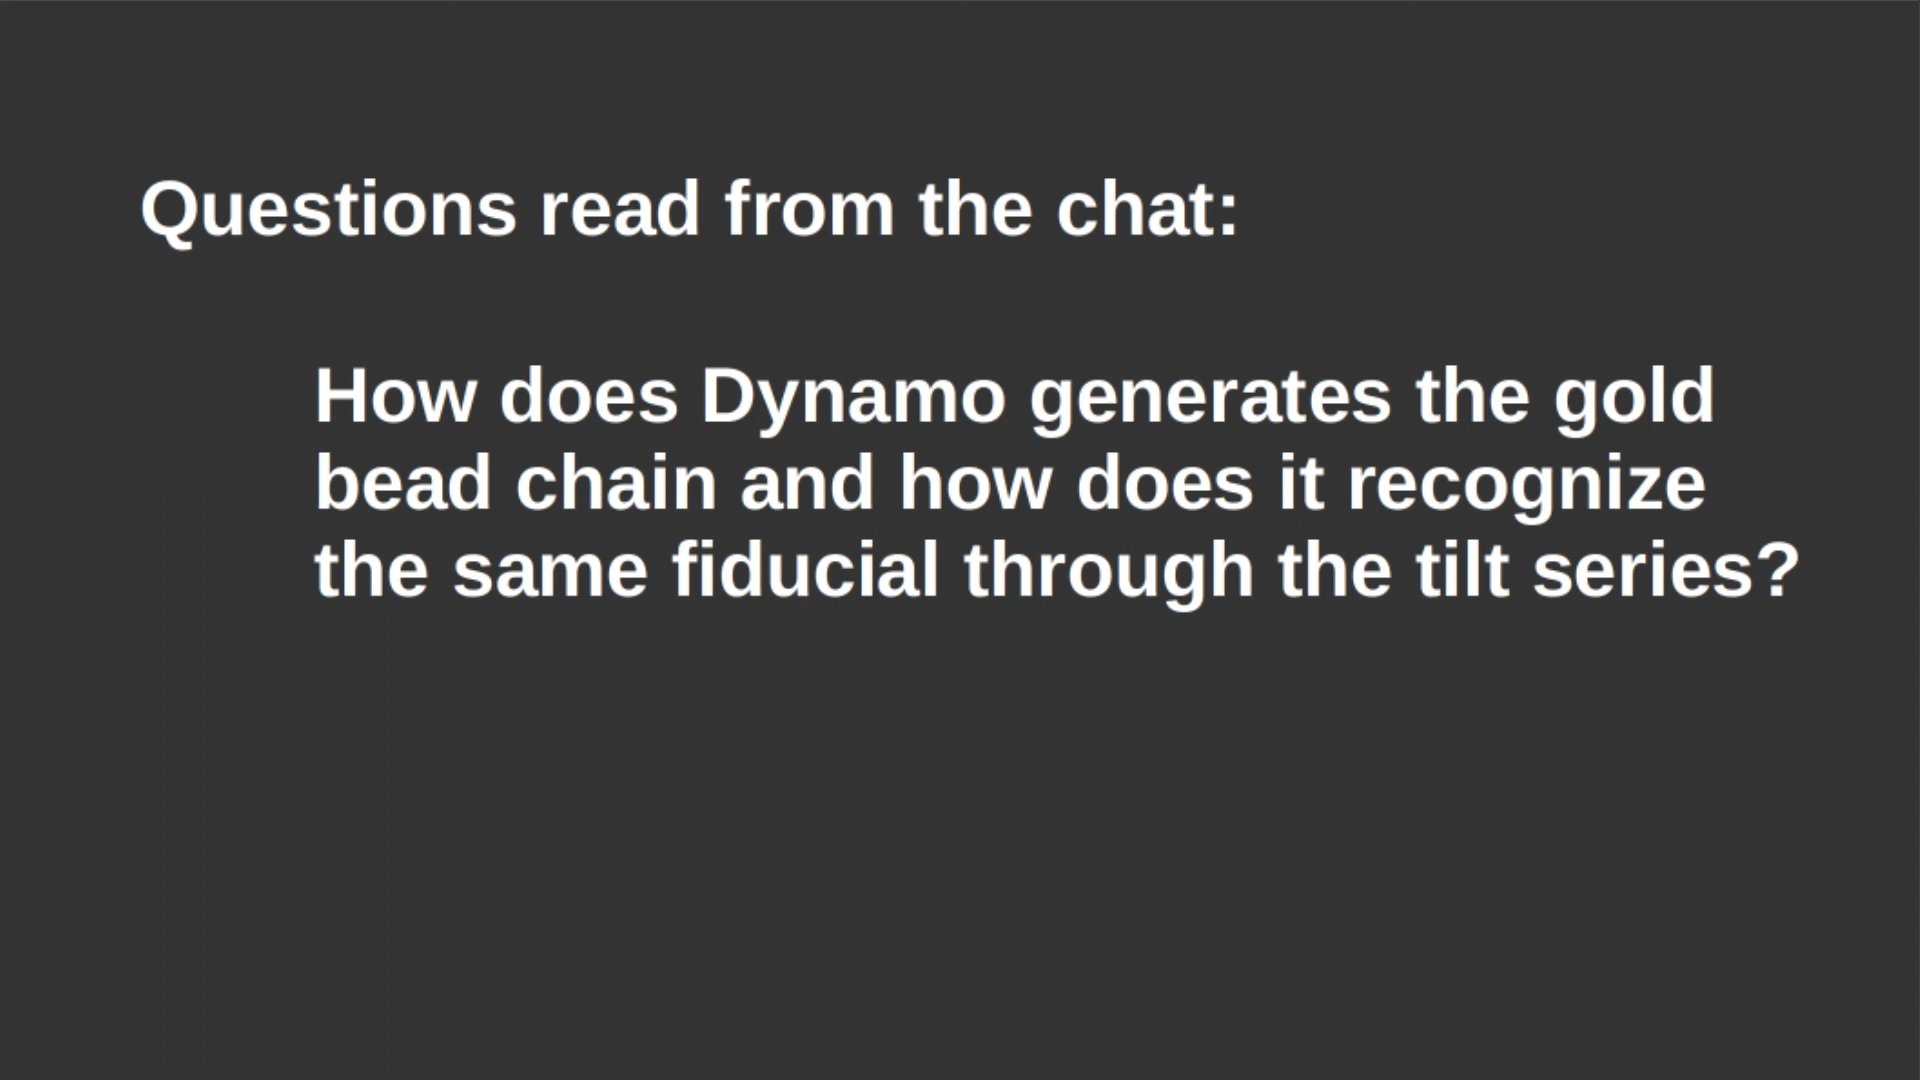 Questions read from the chat:
How does Dynamo generates the gold
bead chain and how does it recognize
the same fiducial through the tilt series?